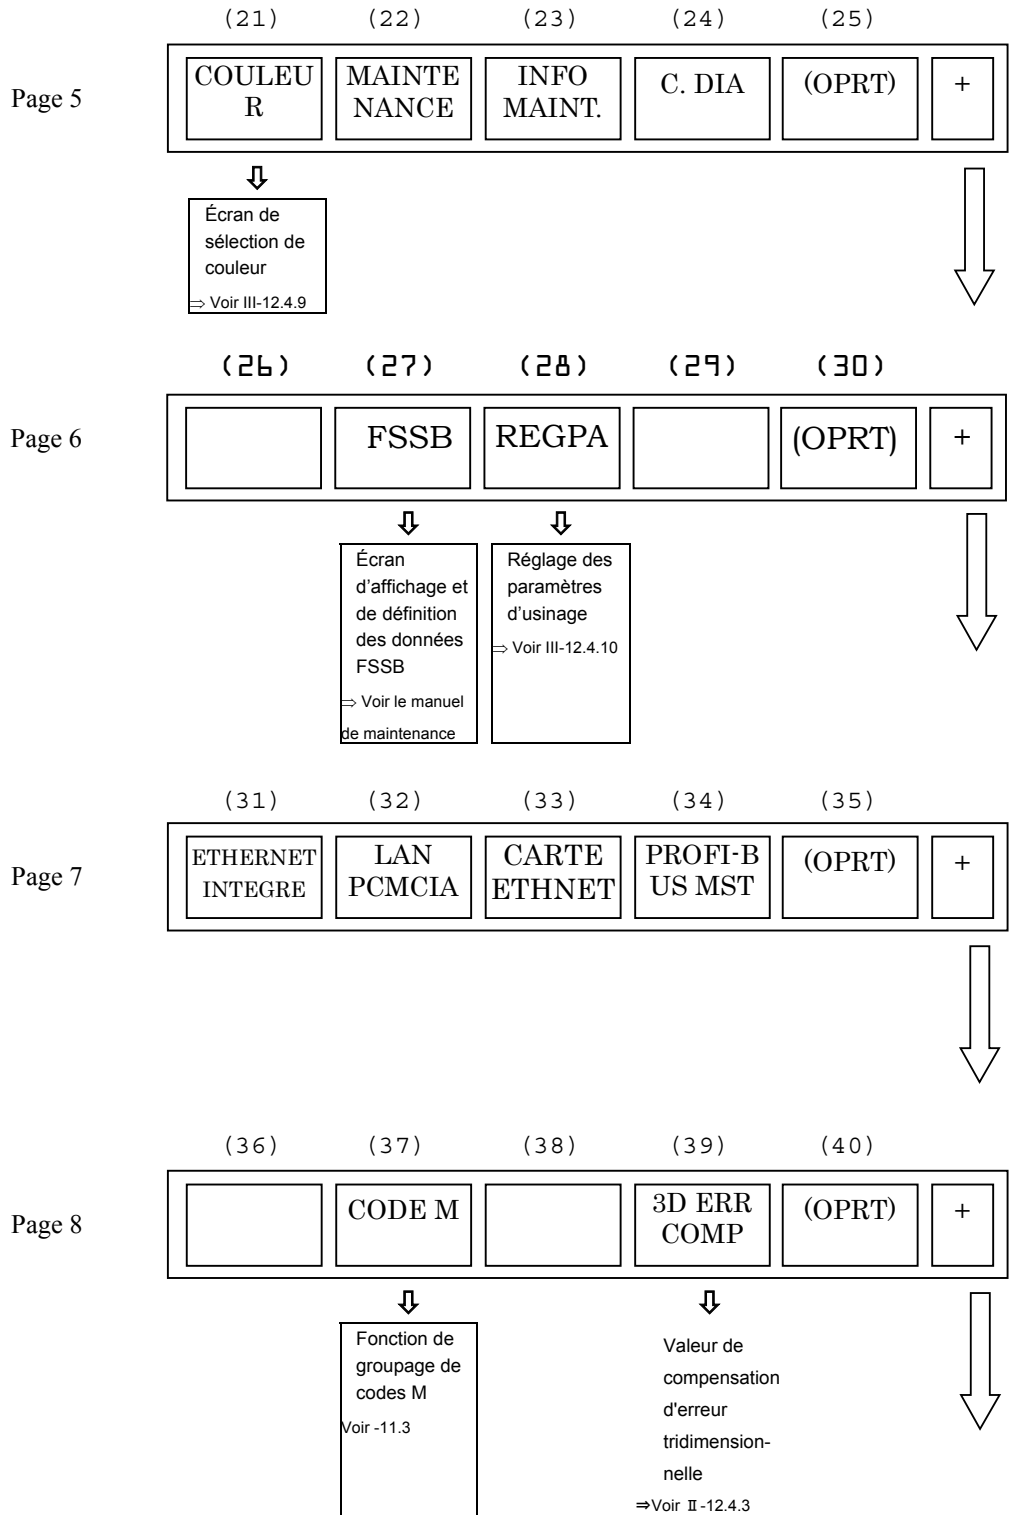 (21) (22) (23) (24) (25)
Page 5
COULEU
R
MAINTE
NANCE
INFO
MAINT.
C. DIA
(OPRT)
+
Écran de
sélection de
couleur
⇒ Voir III-12.4.9
(26) (27) (28) (29) (30)
Page 6
FSSB
REGPA
(OPRT)
+
Écran
d'affichage et
de définition
des données
FSSB
⇒ Voir le manuel
de maintenance
Réglage des
paramètres
d'usinage
⇒ Voir III-12.4.10
(31) (32) (33) (34) (35)
Page 7
ETHERNET
INTEGRE
LAN
PCMCIA
CARTE
ETHNET
PROFI-B
US MST
(OPRT)
+
(36) (37) (38) (39) (40)
Page 8
CODE M
3D ERR
COMP
(OPRT)
+
Fonction de
groupage de
codes M
Voir -11.3
Valeur de
compensation
d'erreur
tridimension-
nelle
⇒Voir Ⅱ-12.4.3